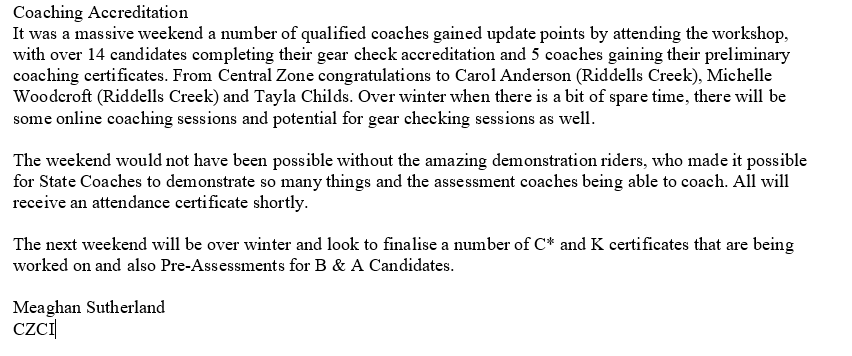 Coaching Accreditation
It was a massive weekend a number of qualified coaches gained update points by attending the workshop,
with over 14 candidates completing their gear check accreditation and 5 coaches gaining their preliminary
coaching certificates. From Central Zone congratulations to Carol Anderson (Riddells Creek), Michelle
Woodcroft (Riddells Creek) and Tayla Childs. Over winter when there is a bit of spare time, there will be
some online coaching sessions and potential for gear checking sessions as well.

The weekend would not have been possible without the amazing demonstration riders, who made it possible
for State Coaches to demonstrate so many things and the assessment coaches being able to coach. All will
receive an attendance certificate shortly.

The next weekend will be over winter and look to finalise a number of C* and K certificates that are being
worked on and also Pre-Assessments for B & A Candidates.

Meaghan Sutherland
CZCI